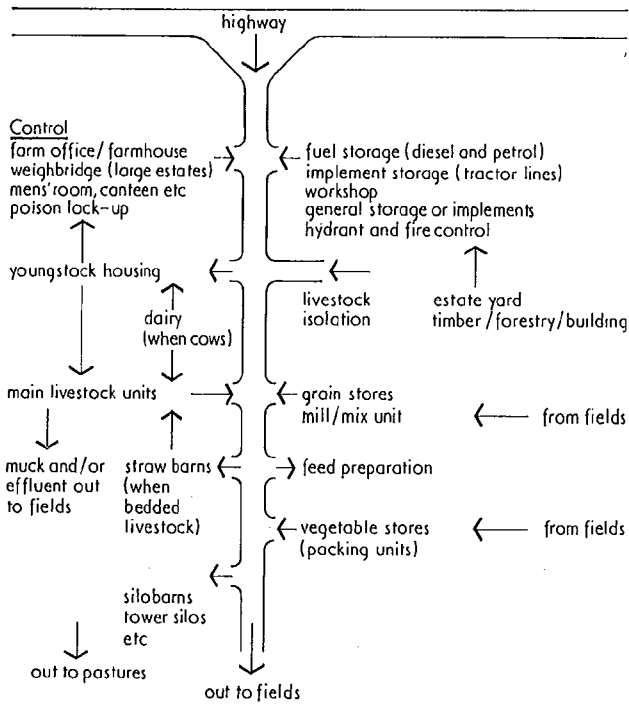 highway
Control
farm office/ farmhouse
weighbridge (large estates)
mens' room, canteen etc
poison lock-up
fuel storage (diesel and petrol)
implement storage (tractor lines)
workshop
general storage or implements
hydrant and fire control
youngstock housing
livestock
isolation
estate yard
timber/forestry/building
dairy
(when cows)
main livestock units
grain stores
mill/mix unit
from fields
muck and/or
effluent out
to fields
straw barns
(when
bedded
livestock)
feed preparation
vegetable stores
(packing units)
from fields
silobarns
tower silos
etc
out to pastures
out to fields